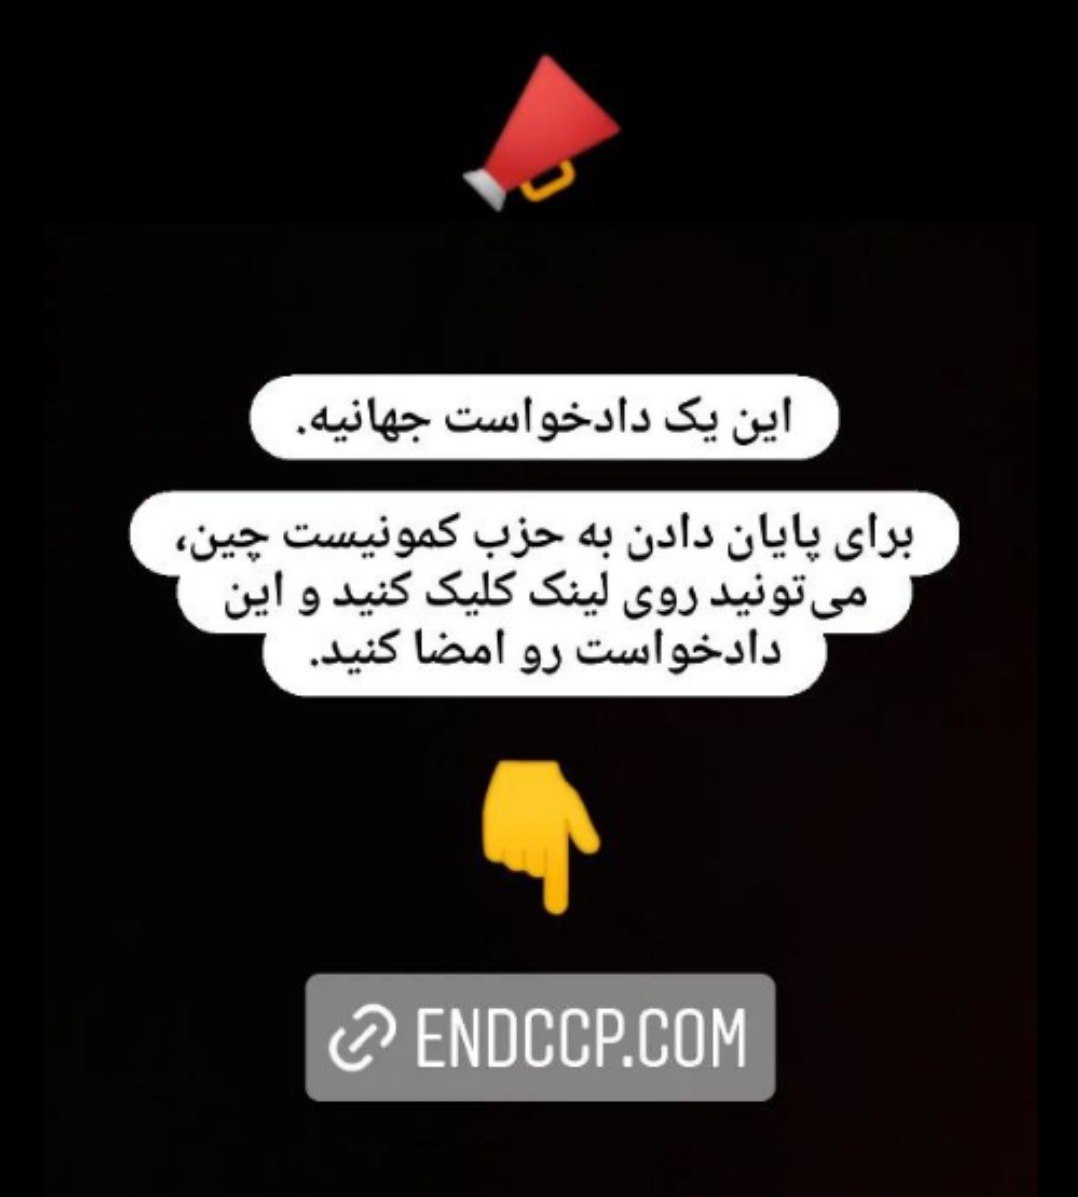 این یک دادخواست جهانیه.
برای پایان دادن به حزب کمونیست چین،
می‌تونید روی لینک کلیک کنید و این
دادخواست رو امضا کنید.
ENDCCP.COM